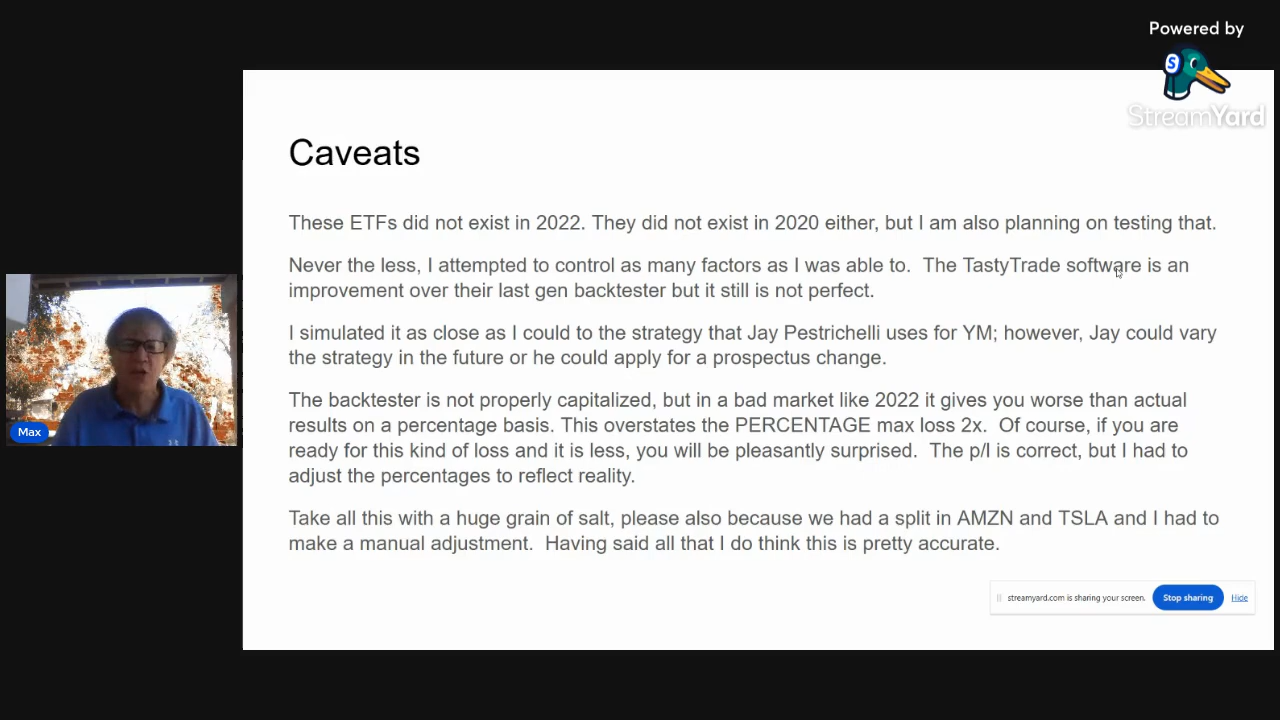 Powered by
S
StreamYard
Caveats
These ETFs did not exist in 2022. They did not exist in 2020 either, but I am also planning on testing that.
Never the less, I attempted to control as many factors as I was able to.  The TastyTrade software is an
improvement over their last gen backtester but it still is not perfect.
I simulated it as close as I could to the strategy that Jay Pestrichelli uses for YM; however, Jay could vary
the strategy in the future or he could apply for a prospectus change.
The backtester is not properly capitalized, but in a bad market like 2022 it gives you worse than actual
results on a percentage basis. This overstates the PERCENTAGE max loss 2x.  Of course, if you are
ready for this kind of loss and it is less, you will be pleasantly surprised.  The p/l is correct, but I had to
adjust the percentages to reflect reality.
Take all this with a huge grain of salt, please also because we had a split in AMZN and TSLA and I had to
make a manual adjustment.  Having said all that I do think this is pretty accurate.
Max
streamyard.com is sharing your screen.
Stop sharing
Hide